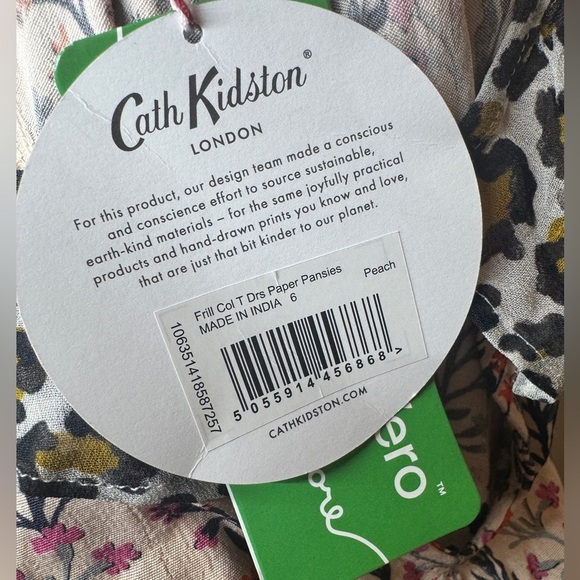 Cath Kidston®
LONDON
For this product, our design team made a conscious
and conscience effort to source sustainable,
earth-kind materials – for the same joyfully practical
products and hand-drawn prints you know and love,
that are just that bit kinder to our planet.
Frill Col T Drs Paper Pansies Peach
MADE IN INDIA 6
106351418587257
5 055914 456868 >
CATHKIDSTON.COM
ero™